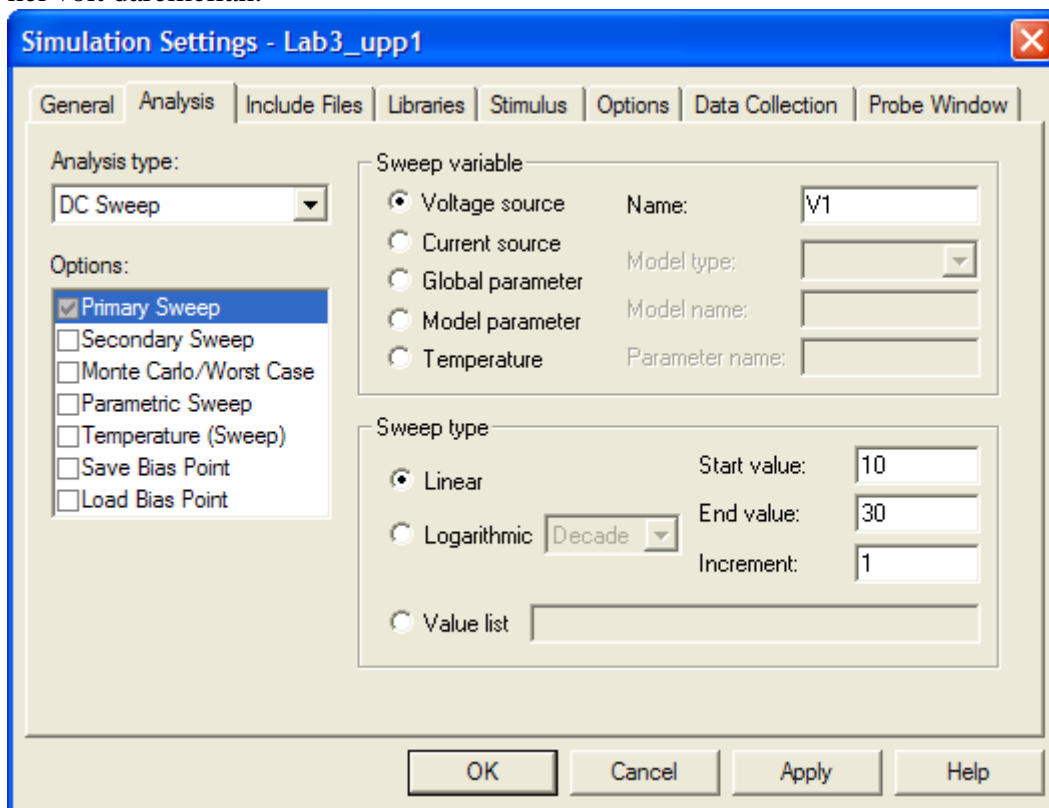 Simulation Settings - Lab3_upp1
General Analysis Include Files Libraries Stimulus Options Data Collection Probe Window
Analysis type:
DC Sweep
Options:
Primary Sweep
Secondary Sweep
Monte Carlo/Worst Case
Parametric Sweep
Temperature (Sweep)
Save Bias Point
Load Bias Point
Sweep variable
Voltage source
Current source
Global parameter
Model parameter
Temperature
Name: V1
Model type:
Model name:
Parameter name:
Sweep type
Linear
Logarithmic Decade
Value list
Start value: 10
End value: 30
Increment: 1
OK Cancel Apply Help